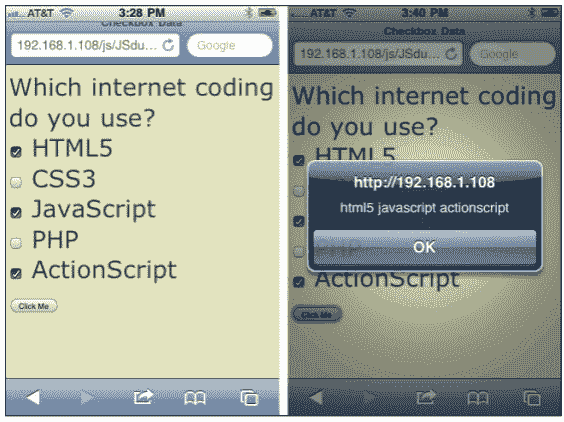 AT&T 3:28 PM
Checkbox Data
192.168.1.108/js/JSdu... Google
Which internet coding
do you use?
HTML5
CSS3
JavaScript
PHP
ActionScript
Click Me
AT&T 3:40 PM
Checkbox Data
192.168.1.108/js/JSdu... Google
Which internet coding
do you use?
HTML5
http://192.168.1.108
html5 javascript actionscript
OK
ActionScript
Click Me